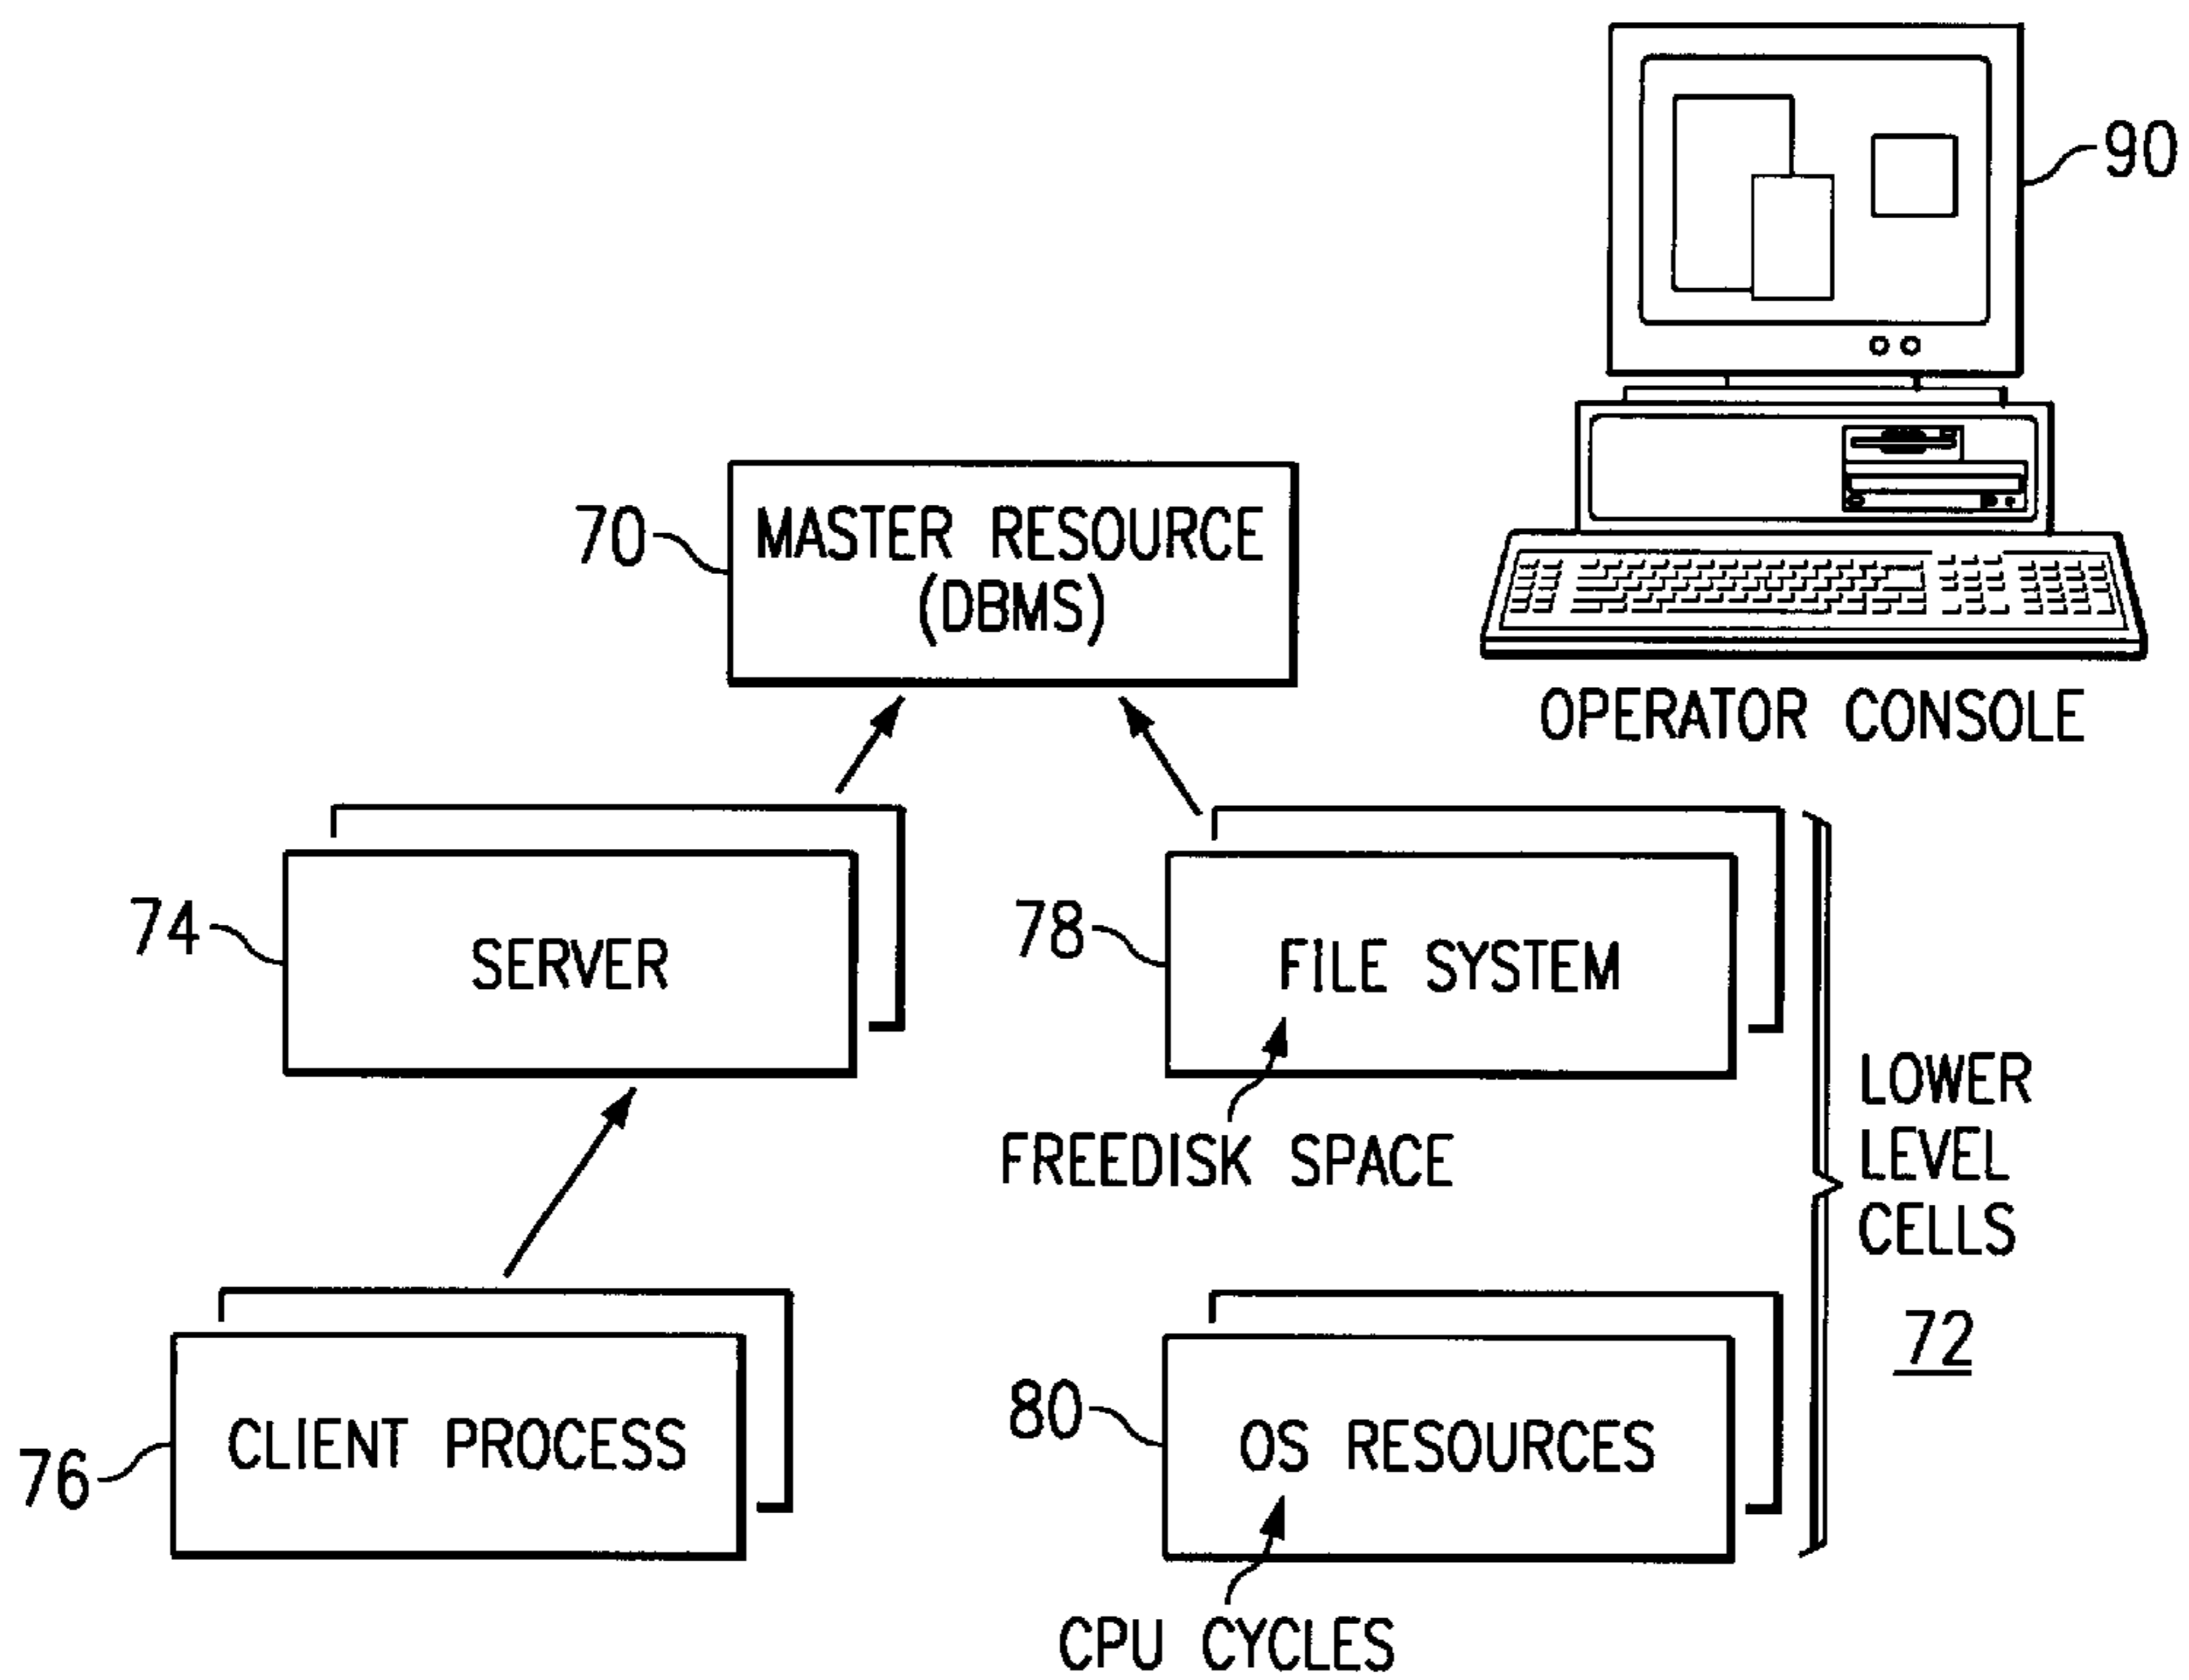 90
70
MASTER RESOURCE
(DBMS)
OPERATOR CONSOLE
74
SERVER
78
FILE SYSTEM
FREEDISK SPACE
LOWER
LEVEL
CELLS
72
76
CLIENT PROCESS
80
OS RESOURCES
CPU CYCLES